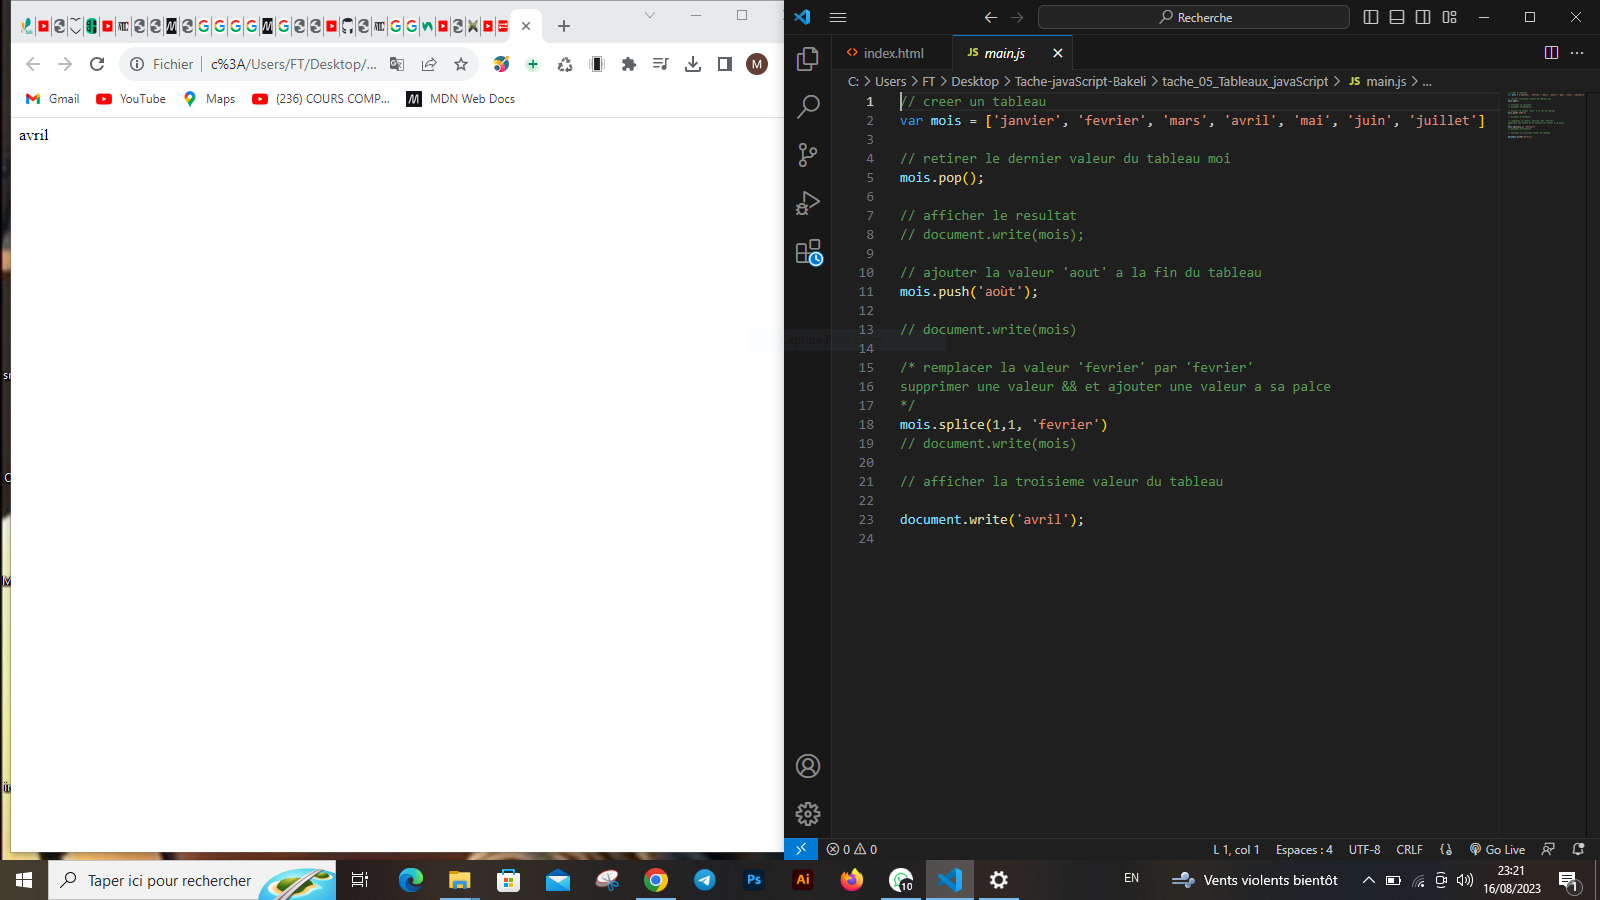 Fichier
c%3A/Users/FT/Desktop/...
M
Gmail
YouTube
Maps
(236) COURS COMP...
MDN Web Docs
avril
Recherche
index.html
JS main.js
C: > Users > FT > Desktop > Tache-javaScript-Bakeli > tache_05_Tableaux_javaScript > JS main.js > ...
1 // creer un tableau
2 var mois = ['janvier', 'fevrier', 'mars', 'avril', 'mai', 'juin', 'juillet']
3
4 // retirer le dernier valeur du tableau moi
5 mois.pop();
6
7 // afficher le resultat
8 // document.write(mois);
9
10 // ajouter la valeur 'aout' a la fin du tableau
11 mois.push('août');
12
13 // document.write(mois)
14
15 /* remplacer la valeur 'fevrier' par 'fevrier'
16 supprimer une valeur && et ajouter une valeur a sa palce
17 */
18 mois.splice(1,1, 'fevrier')
19 // document.write(mois)
20
21 // afficher la troisieme valeur du tableau
22
23 document.write('avril');
24
0 0
L 1, col 1
Espaces : 4
UTF-8
CRLF
Go Live
Taper ici pour rechercher
Ps
Ai
10
EN
Vents violents bientôt
23:21
16/08/2023
1